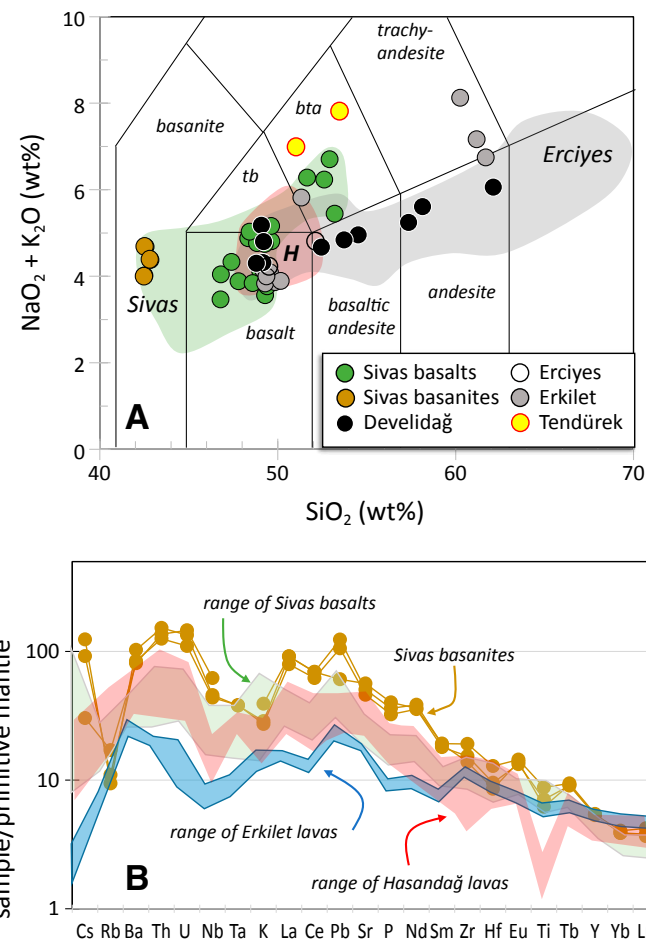 10
8
6
4
2
0
40
50
60
70
NaO2 + K2O (wt%)
SiO2 (wt%)
trachy-
andesite
basanite
bta
tb
Erciyes
H
Sivas
basalt
basaltic
andesite
andesite
A
Sivas basalts
Sivas basanites
Develidağ
Erciyes
Erkilet
Tendürek
sample/primitive mantle
100
10
1
range of Sivas basalts
Sivas basanites
range of Erkilet lavas
range of Hasandağ lavas
B
Cs Rb Ba Th U Nb Ta K La Ce Pb Sr P Nd Sm Zr Hf Eu Ti Tb Y Yb L